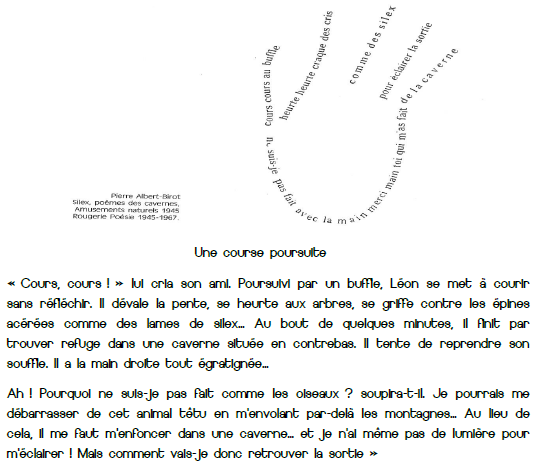 cours cours au buffle
heurte heurte craque des cris
comme des silex
pour éclairer la sortie
de la caverne
n, suis-je pas fait avec la main merci main toi qui m'as fait
Pierre Albert-Birot
Silex, poèmes des cavernes,
Amusements naturels 1945
Rougerie Poésie 1945-1967.
Une course poursuite
« Cours, cours ! » lui cria son ami. Poursuivi par un buffle, Léon se met à courir
sans réfléchir. Il dévale la pente, se heurte aux arbres, se griffe contre les épines
acérées comme des lames de silex... Au bout de quelques minutes, il finit par
trouver refuge dans une caverne située en contrebas. Il tente de reprendre son
souffle. Il a la main droite tout égratignée...
Ah ! Pourquoi ne suis-je pas fait comme les oiseaux ? soupira-t-il. Je pourrais me
débarrasser de cet animal têtu en m'envolant par-delà les montagnes... Au lieu de
cela, il me faut m'enfoncer dans une caverne... et je n'ai même pas de lumière pour
m'éclairer ! Mais comment vais-je donc retrouver la sortie »